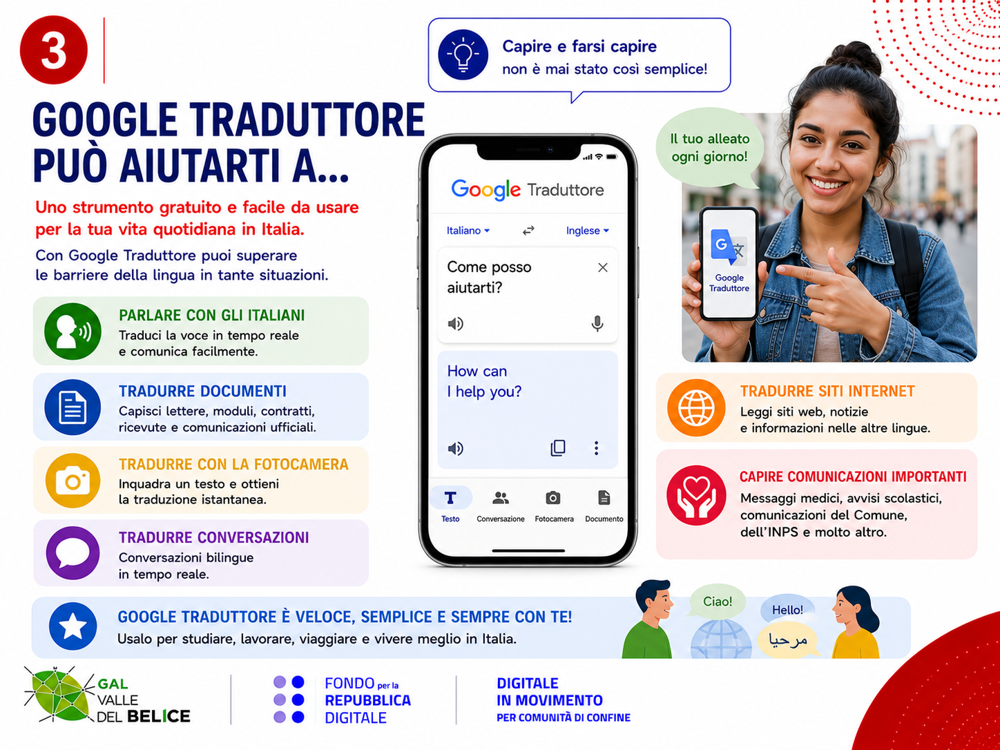 3
GOOGLE TRADUTTORE
PUÒ AIUTARTI A...
Uno strumento gratuito e facile da usare
per la tua vita quotidiana in Italia.
Con Google Traduttore puoi superare
le barriere della lingua in tante situazioni.
PARLARE CON GLI ITALIANI
Traduci la voce in tempo reale
e comunica facilmente.
TRADURRE DOCUMENTI
Capisci lettere, moduli, contratti,
ricevute e comunicazioni ufficiali.
TRADURRE CON LA FOTOCAMERA
Inquadra un testo e ottieni
la traduzione istantanea.
TRADURRE CONVERSAZIONI
Conversazioni bilingue
in tempo reale.
Capire e farsi capire
non è mai stato così semplice!
Google Traduttore
Italiano Inglese
Come posso
aiutarti?
How can
I help you?
T
Testo Conversazione Fotocamera Documento
Il tuo alleato
ogni giorno!
G 文
Google
Traduttore
TRADURRE SITI INTERNET
Leggi siti web, notizie
e informazioni nelle altre lingue.
CAPIRE COMUNICAZIONI IMPORTANTI
Messaggi medici, avvisi scolastici,
comunicazioni del Comune,
dell'INPS e molto altro.
GOOGLE TRADUTTORE È VELOCE, SEMPLICE E SEMPRE CON TE!
Usalo per studiare, lavorare, viaggiare e vivere meglio in Italia.
Ciao!
Hello!
مرحيا
GAL
VALLE
DEL BELICE
FONDO per la
REPUBBLICA
DIGITALE
DIGITALE
IN MOVIMENTO
PER COMUNITÀ DI CONFINE